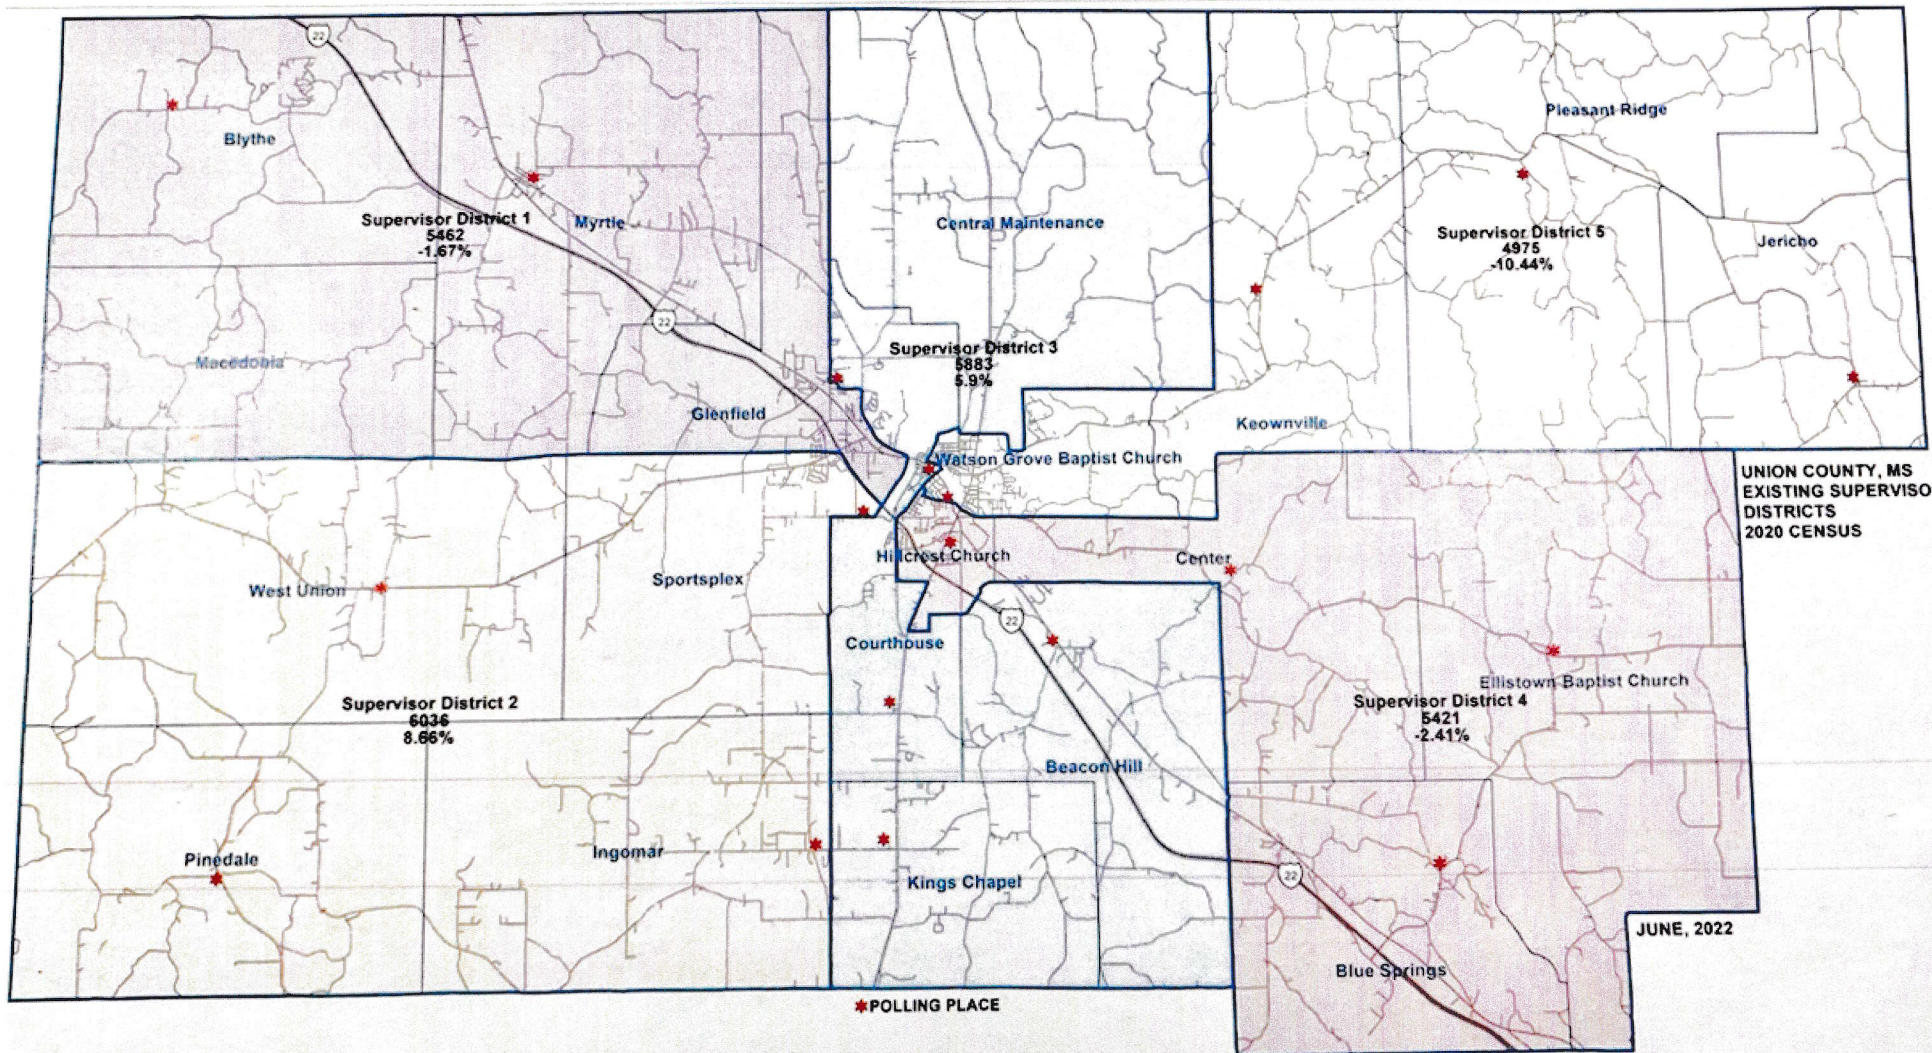 22
Pleasant Ridge
Blythe
Supervisor District 1
5462
-1.67%
Myrtle
Central Maintenance
Supervisor District 5
4975
-10.44%
Jericho
22
Supervisor District 3
5883
5.9%
Macedonia
Glenfield
Keownville
Watson Grove Baptist Church
UNION COUNTY, MS
EXISTING SUPERVISO
DISTRICTS
2020 CENSUS
Hillcrest Church
Center
West Union
Sportsplex
22
Courthouse
Ellistown Baptist Church
Supervisor District 2
6036
8.66%
Supervisor District 4
5421
-2.41%
Beacon Hill
Pinedale
Ingomar
Kings Chapel
22
JUNE, 2022
Blue Springs
POLLING PLACE